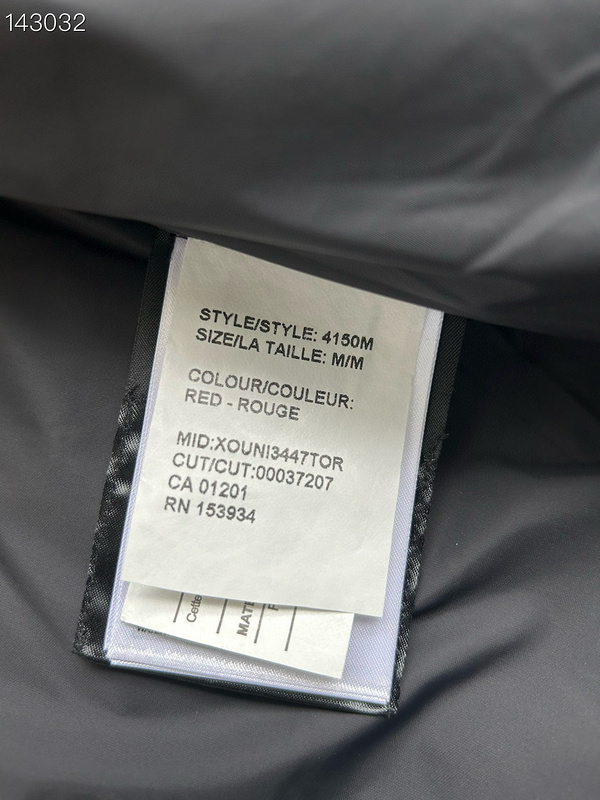 143032
STYLE/STYLE: 4150M
SIZE/LA TAILLE: M/M
COLOUR/COULEUR:
RED - ROUGE
MID:XOUNI3447TOR
CUT/CUT:00037207
CA 01201
RN 153934
Cette